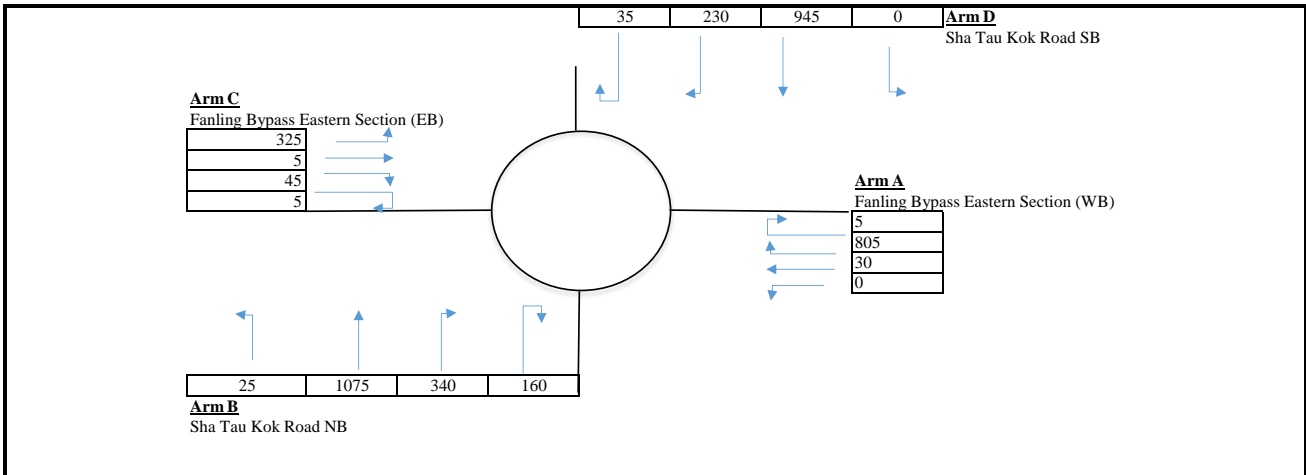 35 230 945 0 Arm D
Sha Tau Kok Road SB
Arm C
Fanling Bypass Eastern Section (EB)
325
5
45
5
Arm A
Fanling Bypass Eastern Section (WB)
5
805
30
0
25 1075 340 160
Arm B
Sha Tau Kok Road NB